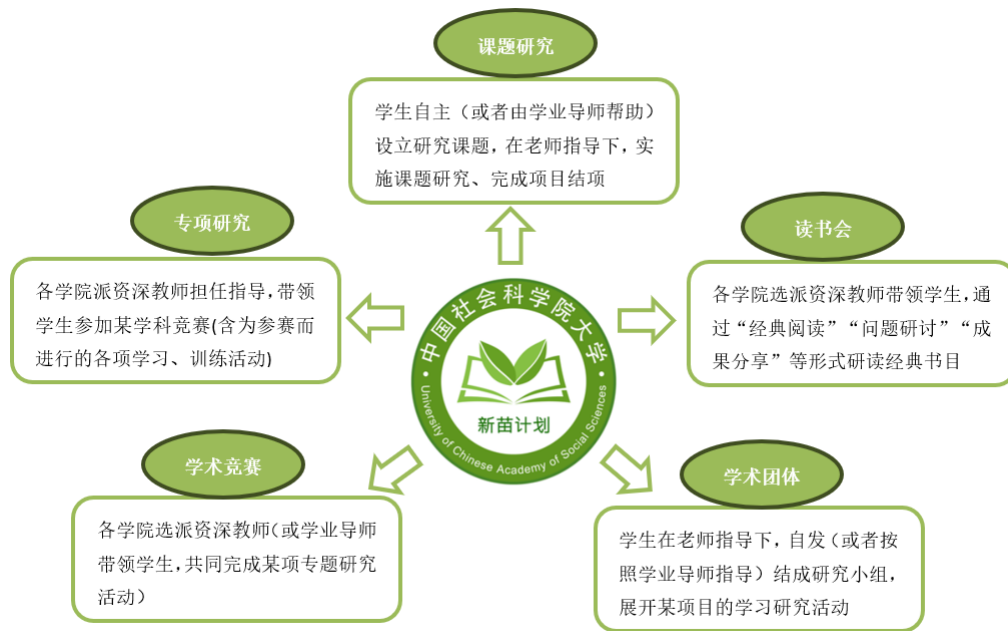 课题研究
学生自主（或者由学业导师帮助）
设立研究课题，在老师指导下，实
施课题研究、完成项目结项
专项研究
各学院派资深教师担任指导，带领
学生参加某学科竞赛(含为参赛而
进行的各项学习、训练活动)
读书会
各学院选派资深教师带领学生，通
过“经典阅读”“问题研讨”“成
果分享”等形式研读经典书目
中国社会科学院大学
新苗计划
University of Chinese Academy of Social Sciences
学术竞赛
各学院选派资深教师（或学业导师
带领学生，共同完成某项专题研究
活动）
学术团体
学生在老师指导下，自发（或者按
照学业导师指导）结成研究小组，
展开某项目的学习研究活动